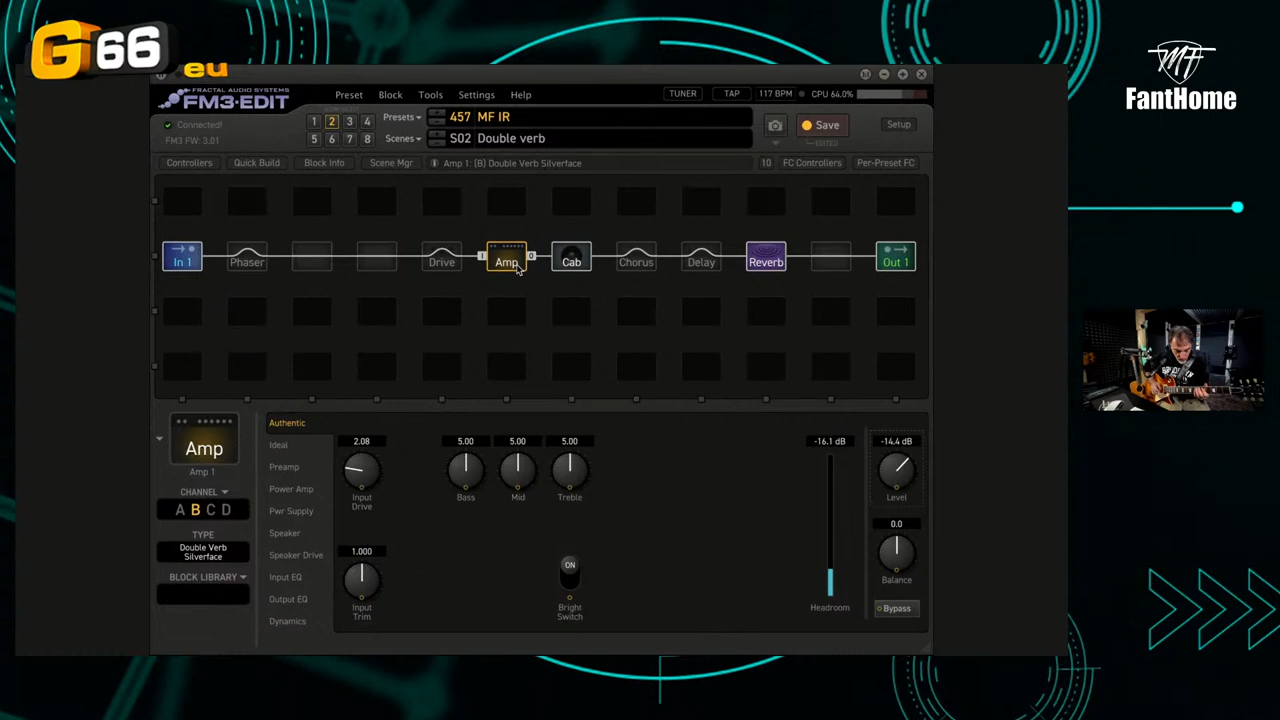 G 66
eu
MF
FantHome
FRACTAL AUDIO SYSTEMS
FM3-EDIT
Preset Block Tools Settings Help
TUNER TAP 117 BPM CPU 64.0%
Connected!
FM3 FW: 3.01
1 2 3 4
5 6 7 8
Presets 457 MF IR
Scenes S02 Double verb
Save
EDITED
Setup
Controllers Quick Build Block Info Scene Mgr Amp 1: (B) Double Verb Silverface 10 FC Controllers Per-Preset FC
In 1 Phaser Drive I Amp O Cab Chorus Delay Reverb Out 1
Amp
Amp 1
CHANNEL
A B C D
TYPE
Double Verb
Silverface
BLOCK LIBRARY
Authentic
Ideal
Preamp
Power Amp
Pwr Supply
Speaker
Speaker Drive
Input EQ
Output EQ
Dynamics
2.08
Input
Drive
5.00 5.00 5.00
Bass Mid Treble
1.000
Input
Trim
ON
Bright
Switch
-16.1 dB
Headroom
-14.4 dB
Level
0.0
Balance
Bypass